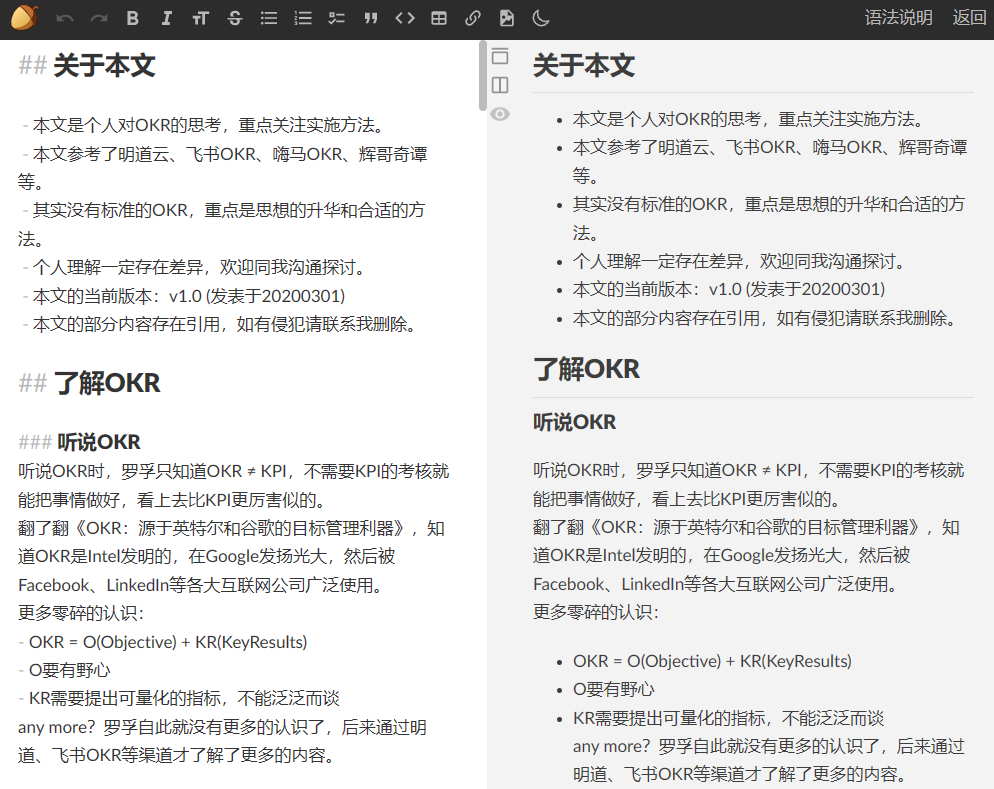 语法说明 返回
## 关于本文
- 本文是个人对OKR的思考，重点关注实施方法。
- 本文参考了明道云、飞书OKR、嗨马OKR、辉哥奇谭
等。
- 其实没有标准的OKR，重点是思想的升华和合适的方
法。
- 个人理解一定存在差异，欢迎同我沟通探讨。
- 本文的当前版本：v1.0 (发表于20200301)
- 本文的部分内容存在引用，如有侵犯请联系我删除。
## 了解OKR
### 听说OKR
听说OKR时，罗孚只知道OKR ≠ KPI，不需要KPI的考核就
能把事情做好，看上去比KPI更厉害似的。
翻了翻《OKR：源于英特尔和谷歌的目标管理利器》，知
道OKR是Intel发明的，在Google发扬光大，然后被
Facebook、LinkedIn等各大互联网公司广泛使用。
更多零碎的认识：
- OKR = O(Objective) + KR(KeyResults)
- O要有野心
- KR需要提出可量化的指标，不能泛泛而谈
any more？罗孚自此就没有更多的认识了，后来通过明
道、飞书OKR等渠道才了解了更多的内容。
关于本文
• 本文是个人对OKR的思考，重点关注实施方法。
• 本文参考了明道云、飞书OKR、嗨马OKR、辉哥奇谭
等。
• 其实没有标准的OKR，重点是思想的升华和合适的方
法。
• 个人理解一定存在差异，欢迎同我沟通探讨。
• 本文的当前版本：v1.0 (发表于20200301)
• 本文的部分内容存在引用，如有侵犯请联系我删除。
了解OKR
听说OKR
听说OKR时，罗孚只知道OKR ≠ KPI，不需要KPI的考核就
能把事情做好，看上去比KPI更厉害似的。
翻了翻《OKR：源于英特尔和谷歌的目标管理利器》，知
道OKR是Intel发明的，在Google发扬光大，然后被
Facebook、LinkedIn等各大互联网公司广泛使用。
更多零碎的认识：
• OKR = O(Objective) + KR(KeyResults)
• O要有野心
• KR需要提出可量化的指标，不能泛泛而谈
any more？罗孚自此就没有更多的认识了，后来通过
明道、飞书OKR等渠道才了解了更多的内容。